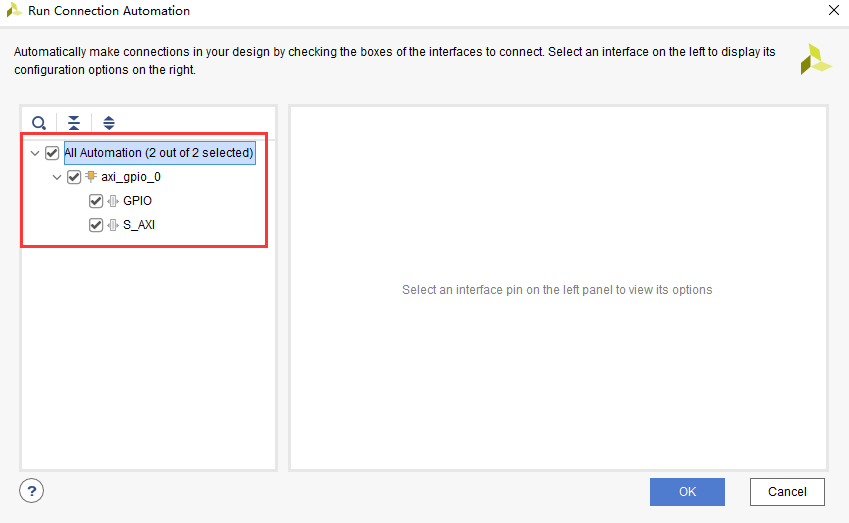 Run Connection Automation
Automatically make connections in your design by checking the boxes of the interfaces to connect. Select an interface on the left to display its
configuration options on the right.
All Automation (2 out of 2 selected)
axi_gpio_0
GPIO
S_AXI
Select an interface pin on the left panel to view its options
?
OK
Cancel